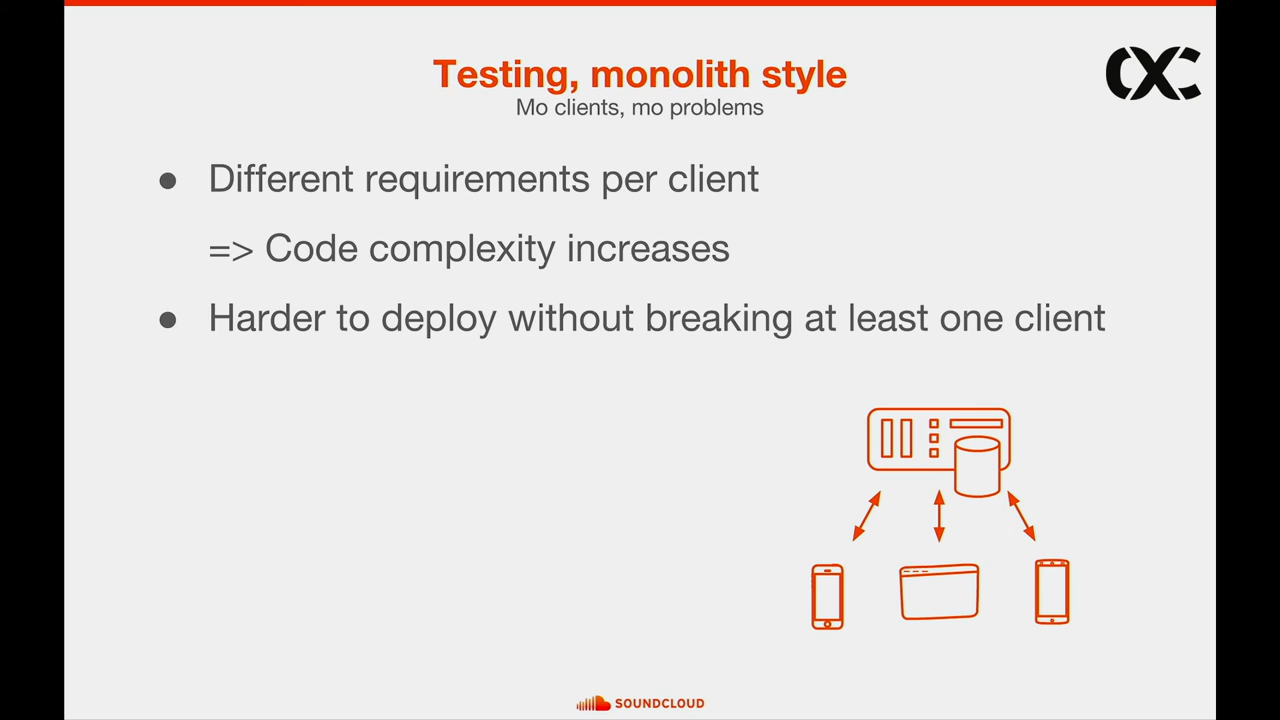 Testing, monolith style
Mo clients, mo problems
● Different requirements per client
=> Code complexity increases
● Harder to deploy without breaking at least one client
SOUNDCLOUD